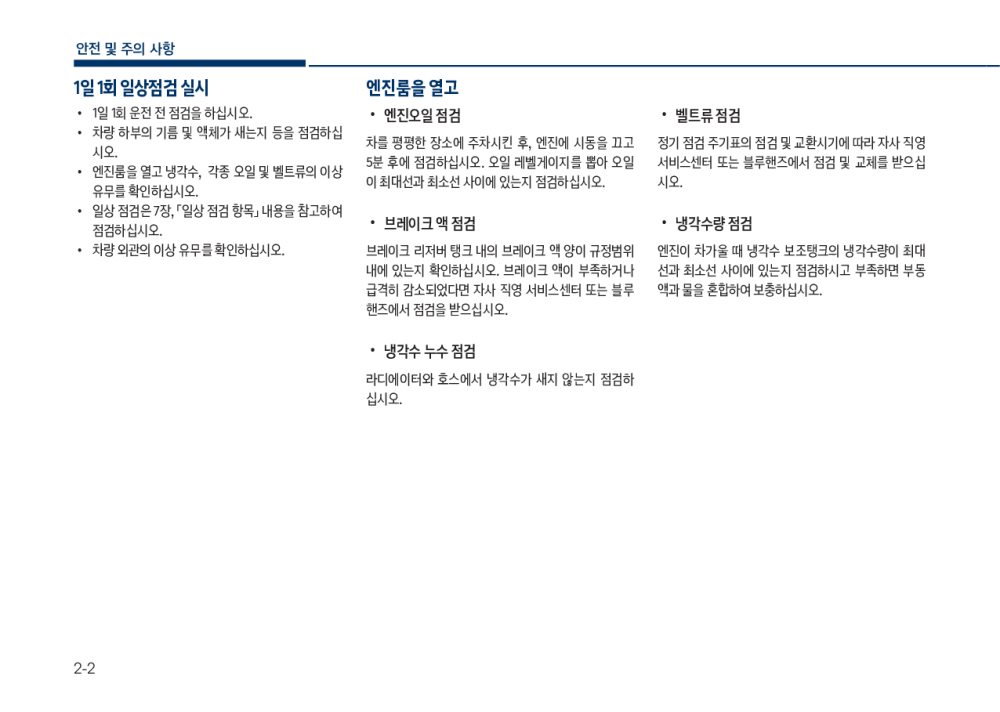 안전 및 주의 사항
1일 1회 일상점검 실시
• 1일 1회 운전 전 점검을 하십시오.
• 차량 하부의 기름 및 액체가 새는지 등을 점검하십
시오.
• 엔진룸을 열고 냉각수, 각종 오일 및 벨트류의 이상
유무를 확인하십시오.
• 일상 점검은 7장, 「일상 점검 항목」 내용을 참고하여
점검하십시오.
• 차량 외관의 이상 유무를 확인하십시오.
엔진룸을 열고
• 엔진오일 점검
차를 평평한 장소에 주차시킨 후, 엔진에 시동을 끄고
5분 후에 점검하십시오. 오일 레벨게이지를 뽑아 오일
이 최대선과 최소선 사이에 있는지 점검하십시오.
• 브레이크 액 점검
브레이크 리저버 탱크 내의 브레이크 액 양이 규정범위
내에 있는지 확인하십시오. 브레이크 액이 부족하거나
급격히 감소되었다면 자사 직영 서비스센터 또는 블루
핸즈에서 점검을 받으십시오.
• 냉각수 누수 점검
라디에이터와 호스에서 냉각수가 새지 않는지 점검하
십시오.
• 벨트류 점검
정기 점검 주기표의 점검 및 교환시기에 따라 자사 직영
서비스센터 또는 블루핸즈에서 점검 및 교체를 받으십
시오.
• 냉각수량 점검
엔진이 차가울 때 냉각수 보조탱크의 냉각수량이 최대
선과 최소선 사이에 있는지 점검하시고 부족하면 부동
액과 물을 혼합하여 보충하십시오.
2-2